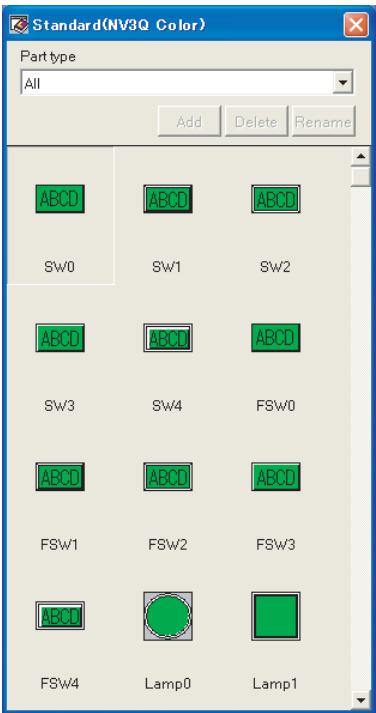 Standard(NV3Q Color)
Part type
All
Add Delete Rename
ABCD ABCD ABCD
SW0 SW1 SW2
ABCD ABCD ABCD
SW3 SW4 FSW0
ABCD ABCD ABCD
FSW1 FSW2 FSW3
ABCD
FSW4 Lamp0 Lamp1